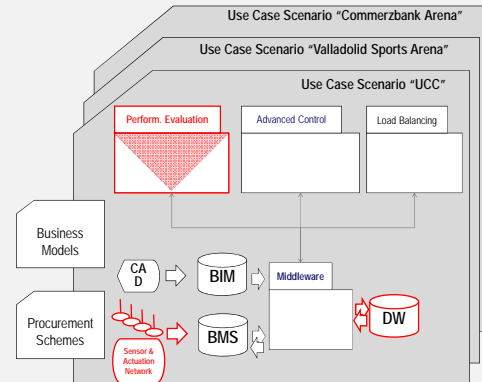 Use Case Scenario “Commerzbank Arena”
Use Case Scenario “Valladolid Sports Arena”
Use Case Scenario “UCC”
Perform. Evaluation
Advanced Control
Load Balancing
Business
Models
CA
D
BIM
Middleware
Procurement
Schemes
BMS
DW
Sensor &
Actuation
Network